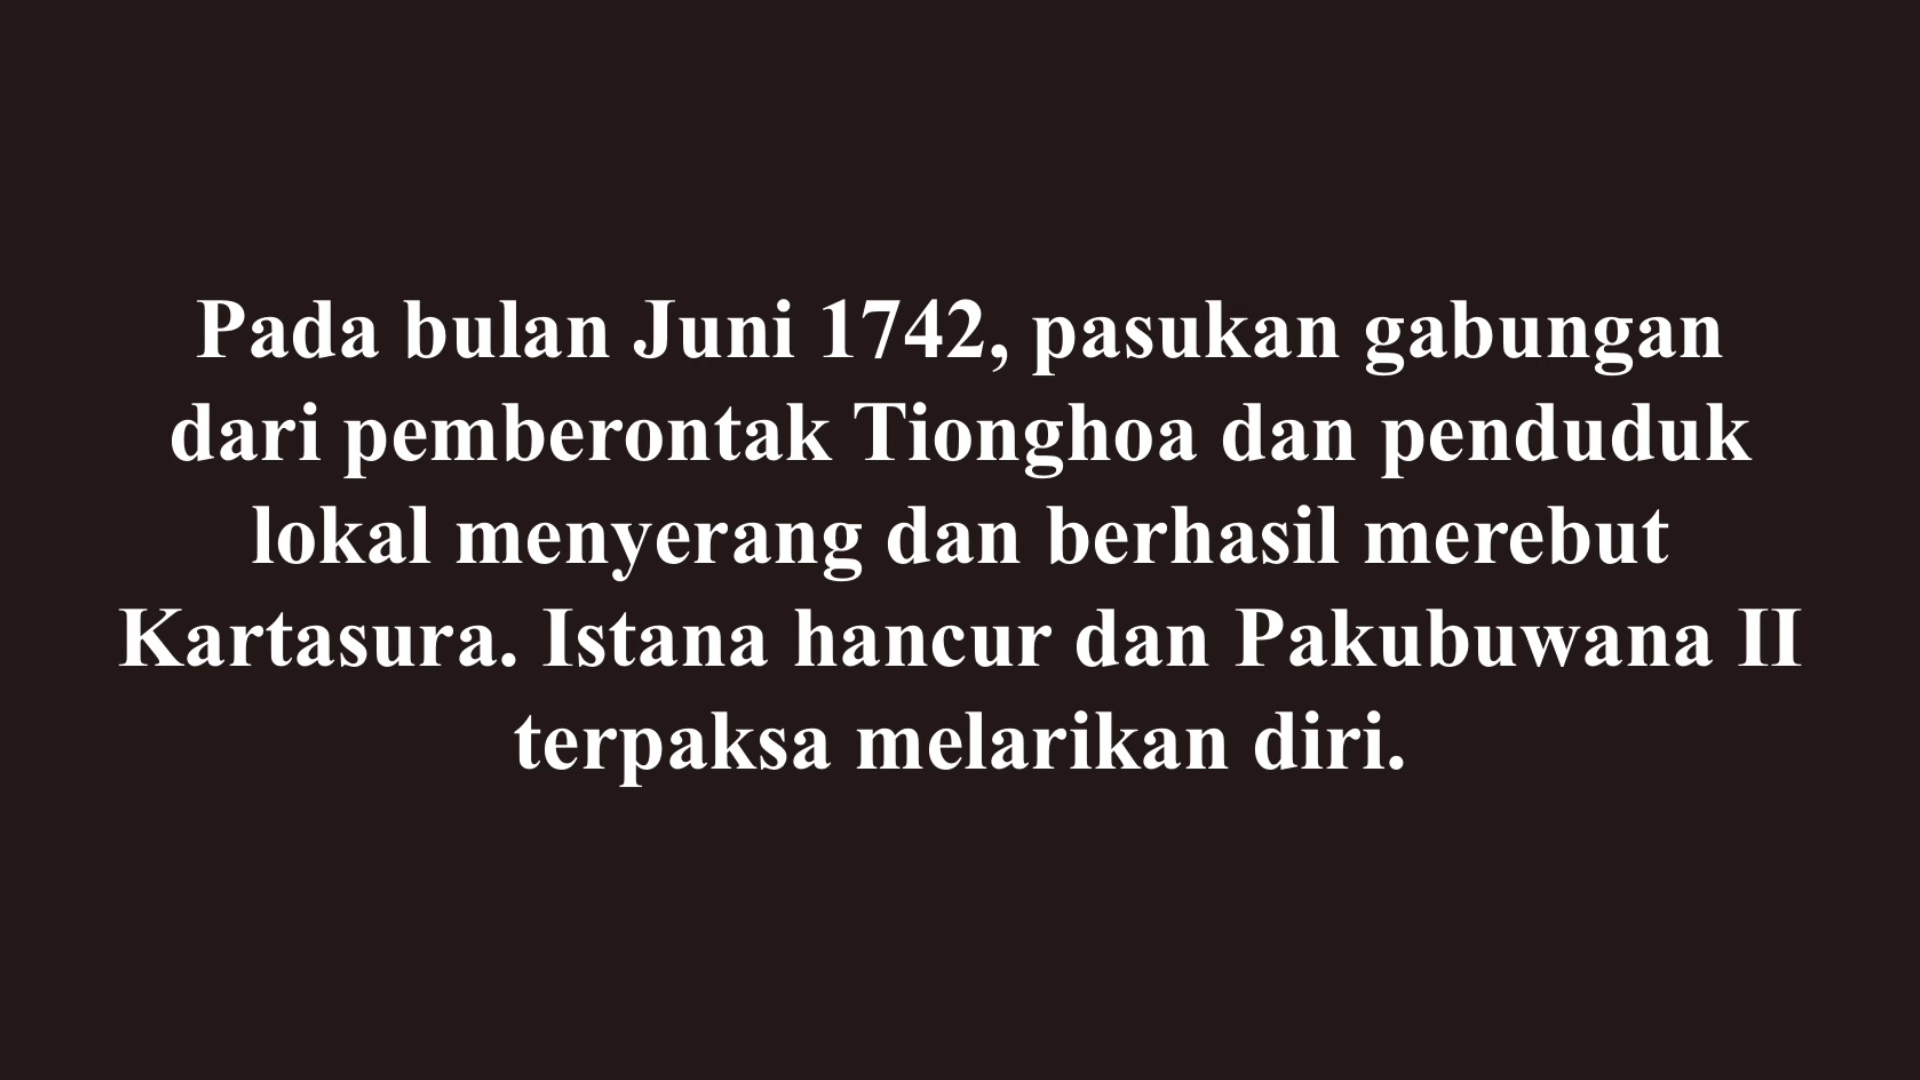 Pada bulan Juni 1742, pasukan gabungan
dari pemberontak Tionghoa dan penduduk
lokal menyerang dan berhasil merebut
Kartasura. Istana hancur dan Pakubuwana II
terpaksa melarikan diri.